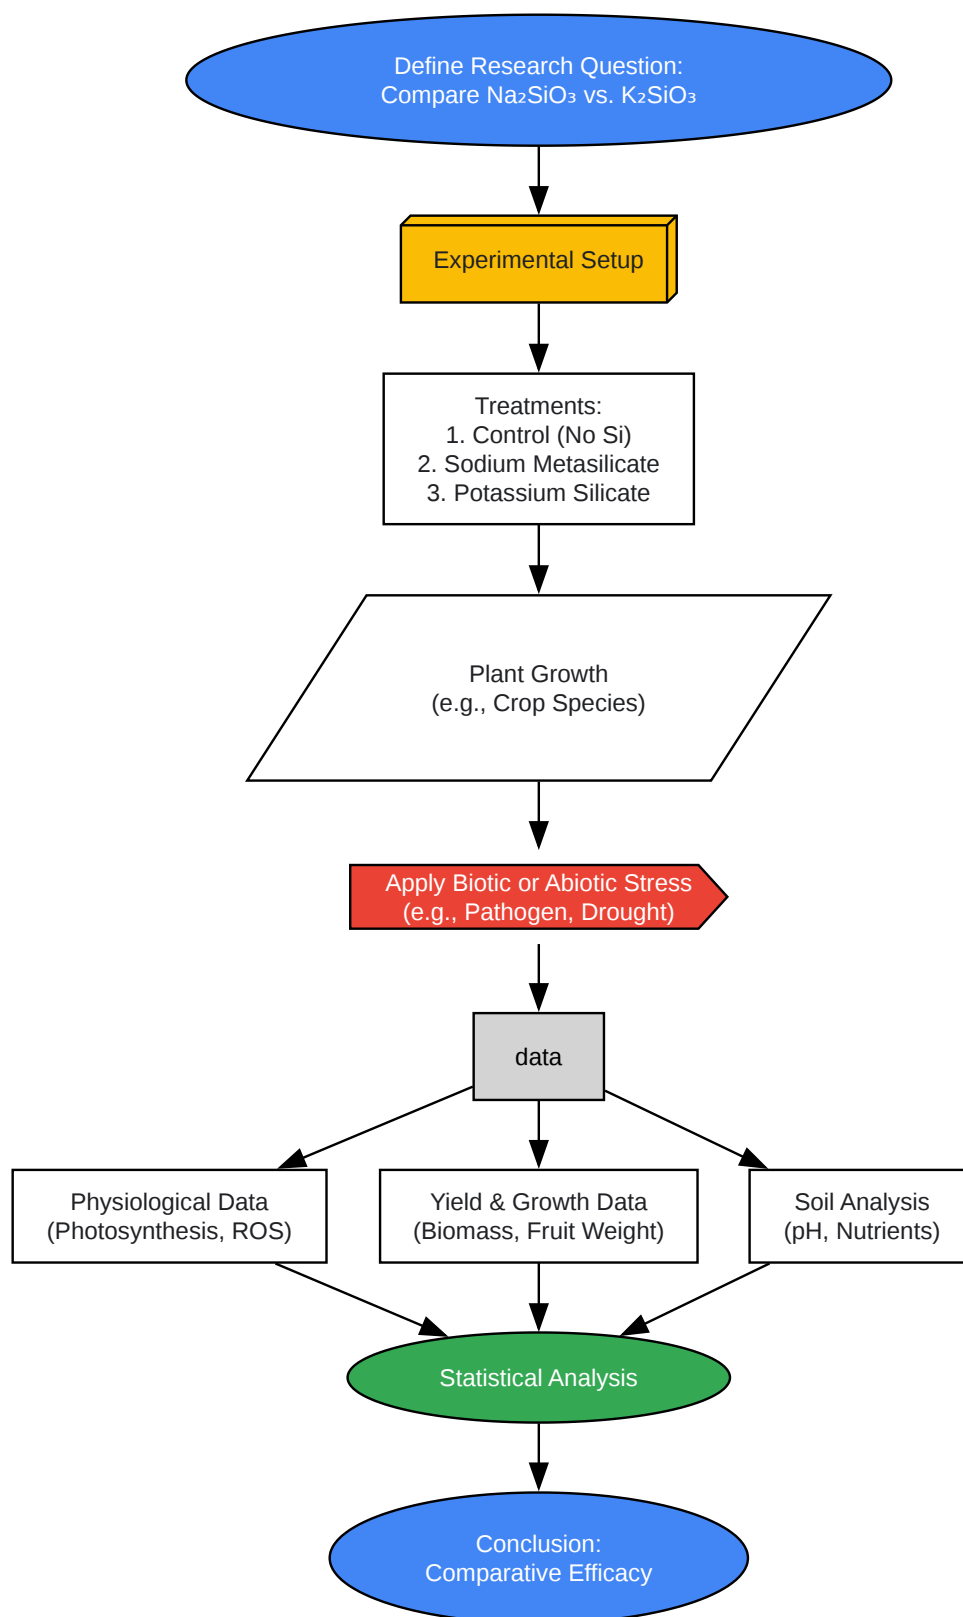 Define Research Question:
Compare Na₂SiO₃ vs. K₂SiO₃
Experimental Setup
Treatments:
1. Control (No Si)
2. Sodium Metasilicate
3. Potassium Silicate
Plant Growth
(e.g., Crop Species)
Apply Biotic or Abiotic Stress
(e.g., Pathogen, Drought)
data
Physiological Data
(Photosynthesis, ROS)
Yield & Growth Data
(Biomass, Fruit Weight)
Soil Analysis
(pH, Nutrients)
Statistical Analysis
Conclusion:
Comparative Efficacy